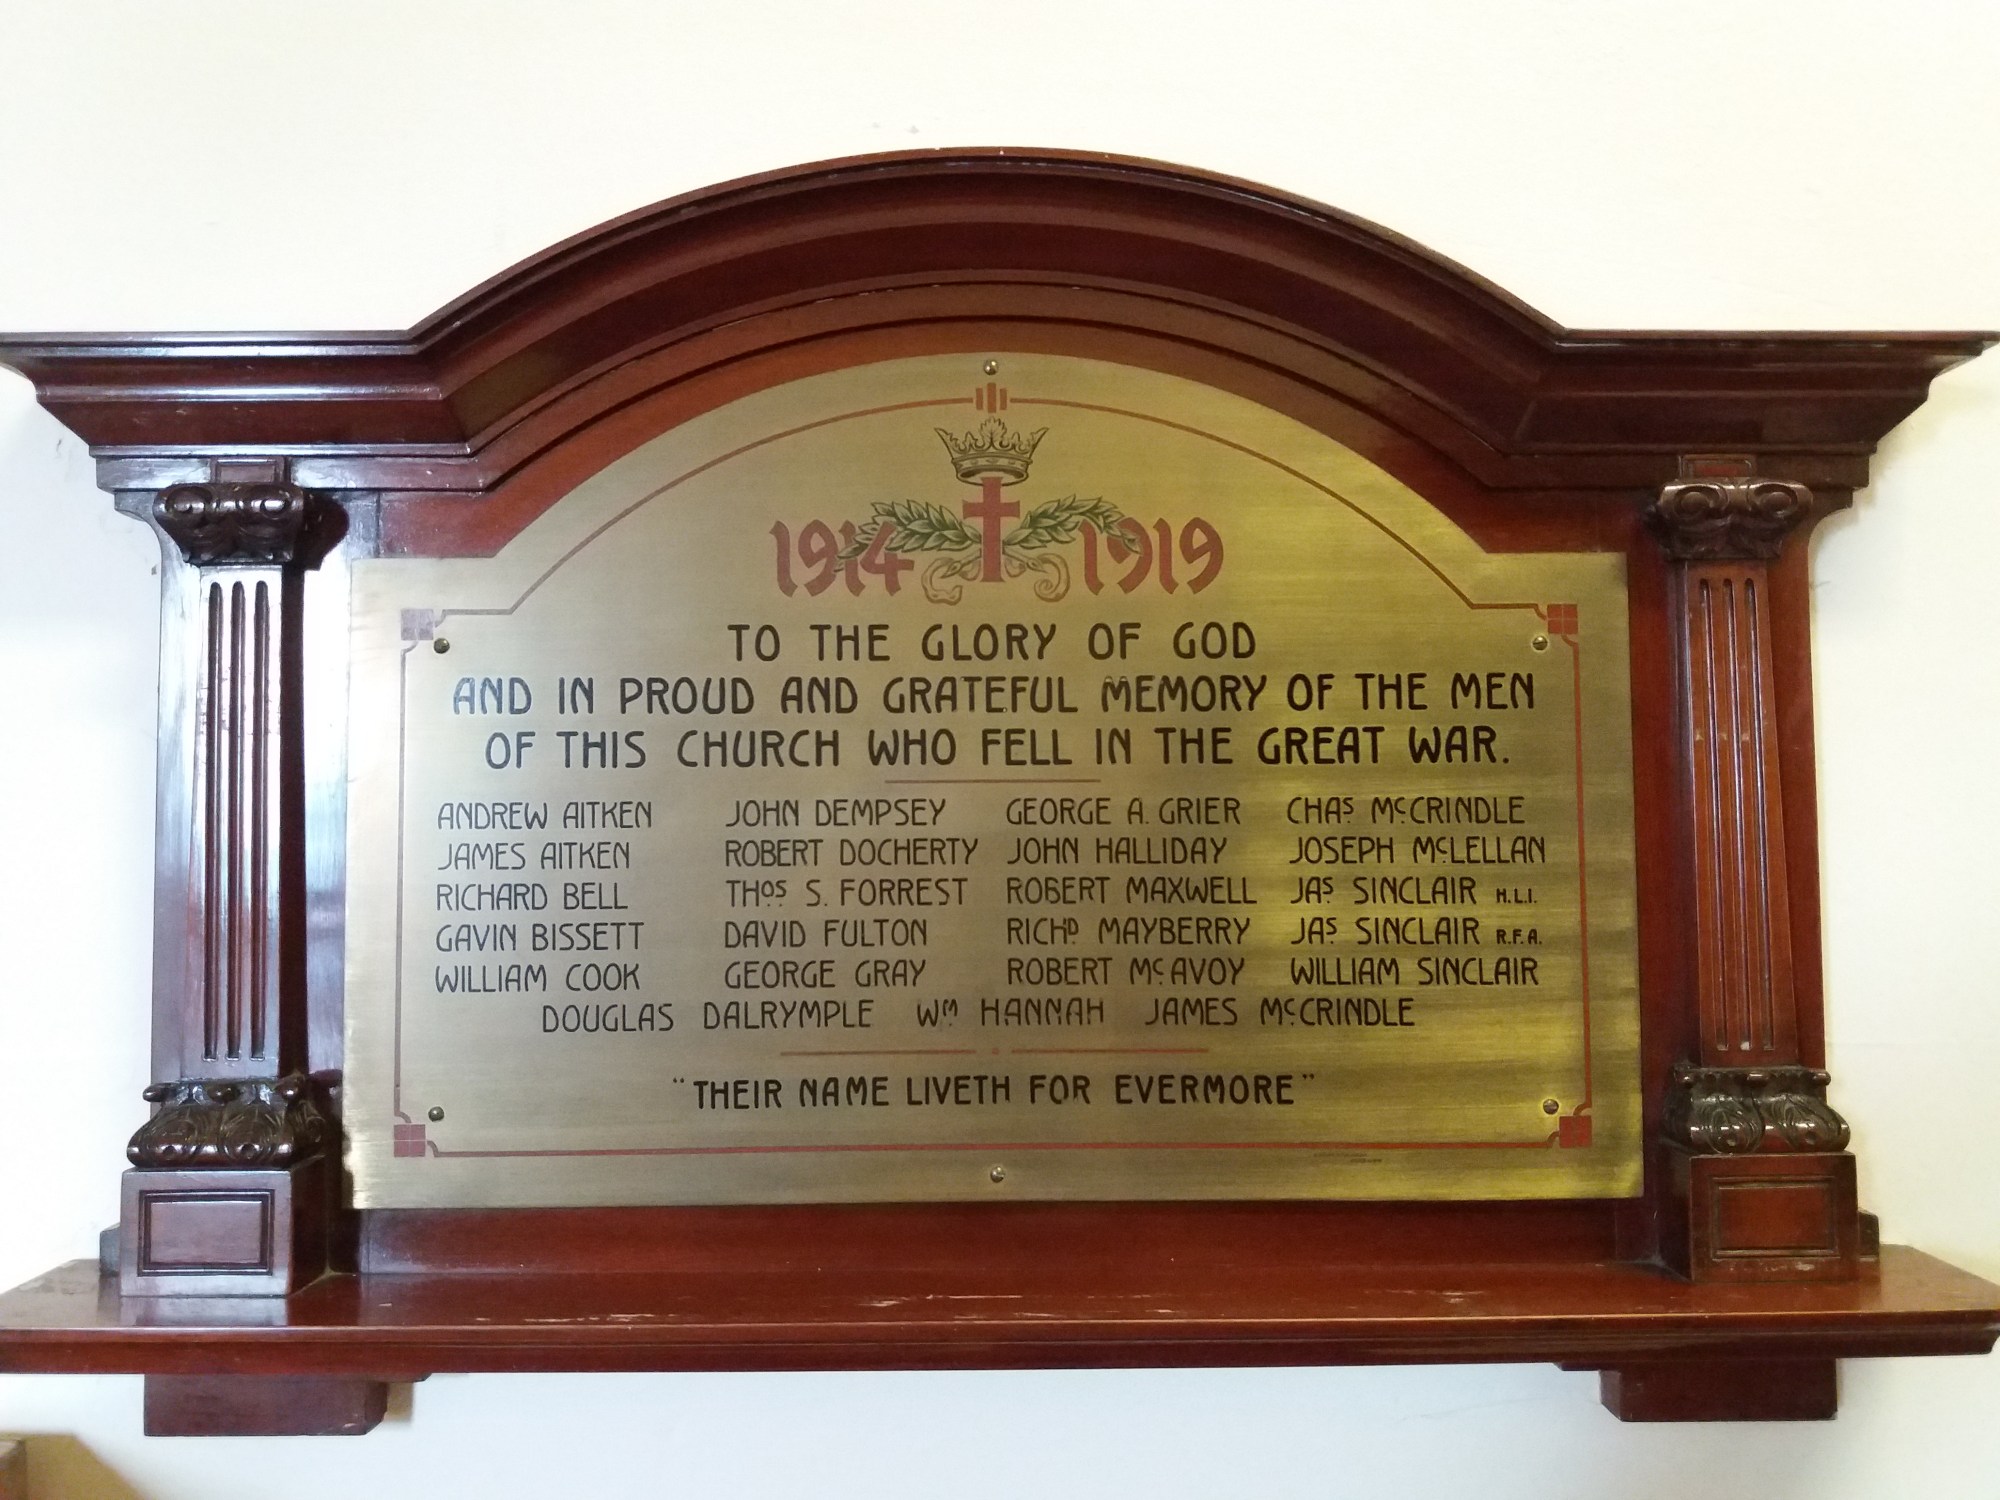 1914 1919
TO THE GLORY OF GOD
AND IN PROUD AND GRATEFUL MEMORY OF THE MEN
OF THIS CHURCH WHO FELL IN THE GREAT WAR.
ANDREW AITKEN JOHN DEMPSEY GEORGE A. GRIER CHAS MCCRINDLE
JAMES AITKEN ROBERT DOCHERTY JOHN HALLIDAY JOSEPH MCLELLAN
RICHARD BELL THOS S. FORREST ROBERT MAXWELL JAS SINCLAIR H.L.I.
GAVIN BISSETT DAVID FULTON RICHD MAYBERRY JAS SINCLAIR R.F.A.
WILLIAM COOK GEORGE GRAY ROBERT MCAVOY WILLIAM SINCLAIR
DOUGLAS DALRYMPLE WM HANNAH JAMES MCCRINDLE
"THEIR NAME LIVETH FOR EVERMORE"